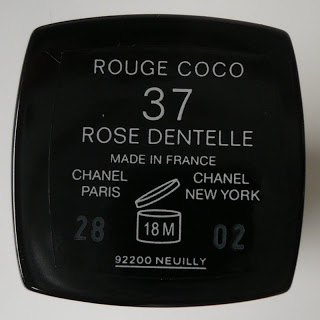 ROUGE COCO
37
ROSE DENTELLE
MADE IN FRANCE
CHANEL CHANEL
PARIS NEW YORK
28 18 M 02
92200 NEUILLY